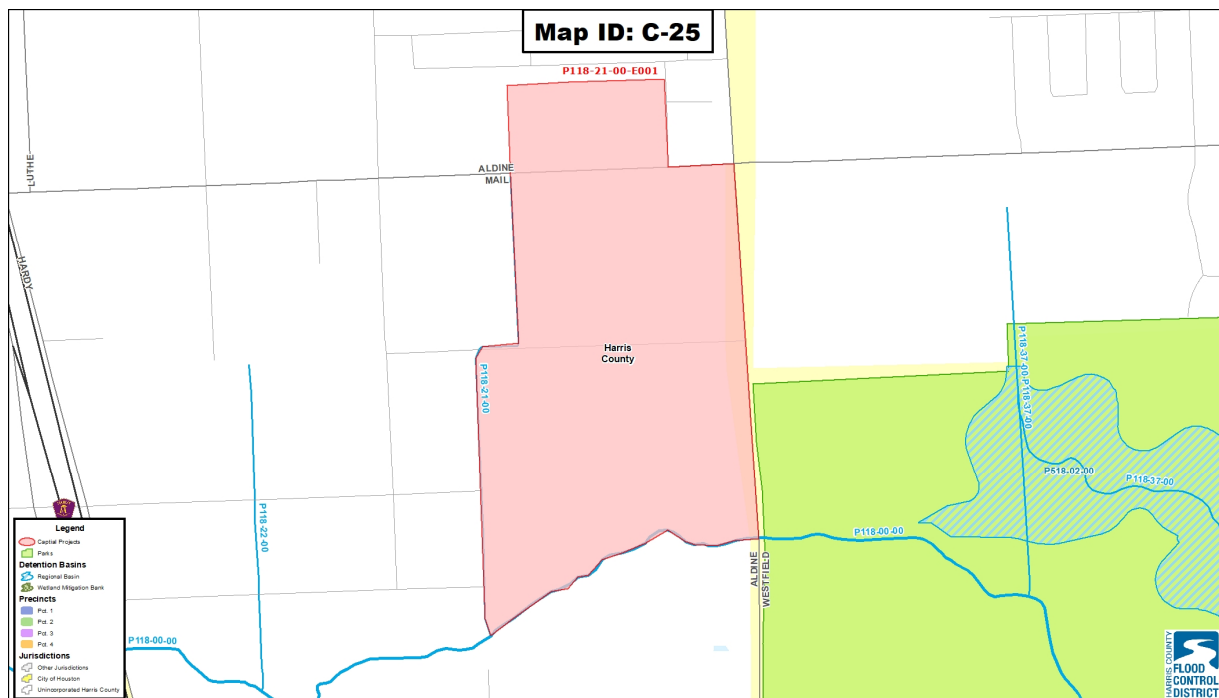 Map ID: C-25
P118-21-00-E001
LUTHE
ALDINE
MAIL
HARDY
Harris
County
P118-21-00
P118-37-00-P118-37-00
P118-22-00
P518-02-00
P118-37-00
P118-00-00
ALDINE
WESTFIELD
P118-00-00
Legend
Captial Projects
Parks
Detention Basins
Regional Basin
Wetland Mitigation Bank
Precincts
Pct. 1
Pct. 2
Pct. 3
Pct. 4
Jurisdictions
Other Jurisdictions
City of Houston
Unincorporated Harris County
HARRIS COUNTY
FLOOD
CONTROL
DISTRICT